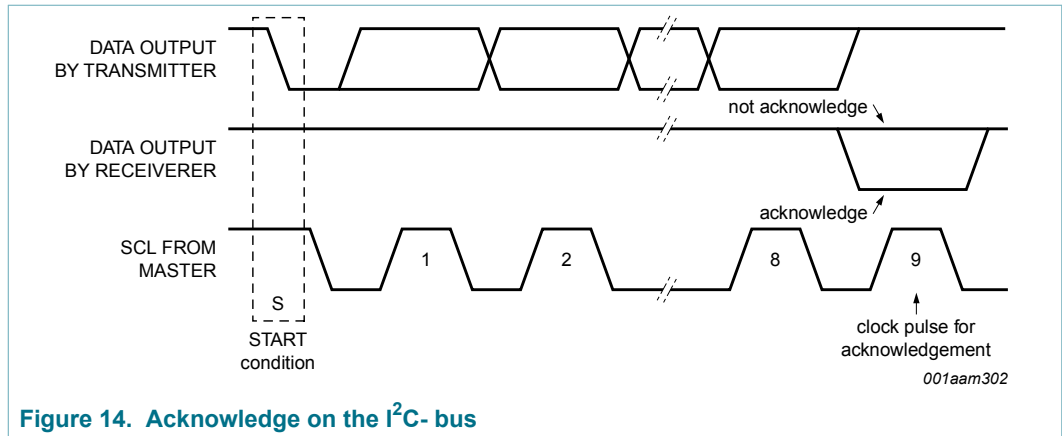 DATA OUTPUT
BY TRANSMITTER
not acknowledge
DATA OUTPUT
BY RECEIVERER
acknowledge
SCL FROM
MASTER
1
2
8
9
S
START
condition
clock pulse for
acknowledgement
001aam302
Figure 14. Acknowledge on the I²C- bus